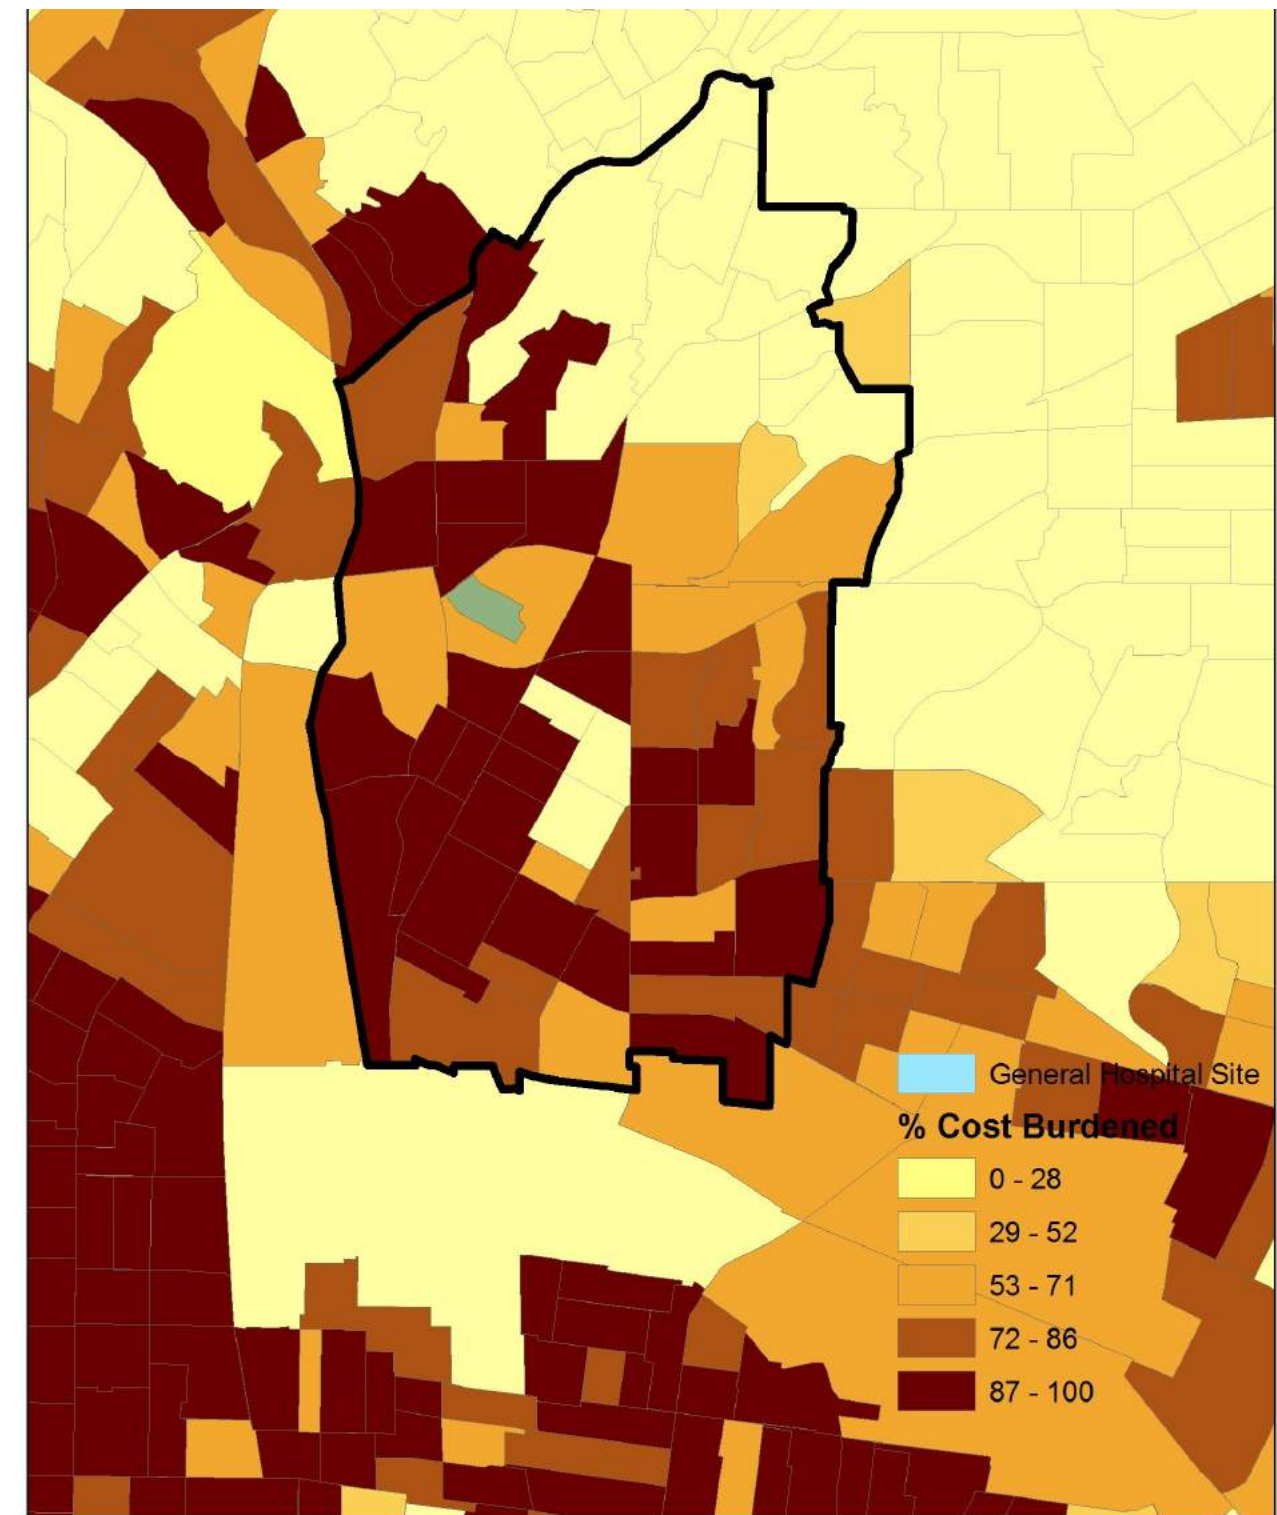 General Hospital Site
% Cost Burdened
0 - 28
29 - 52
53 - 71
72 - 86
87 - 100